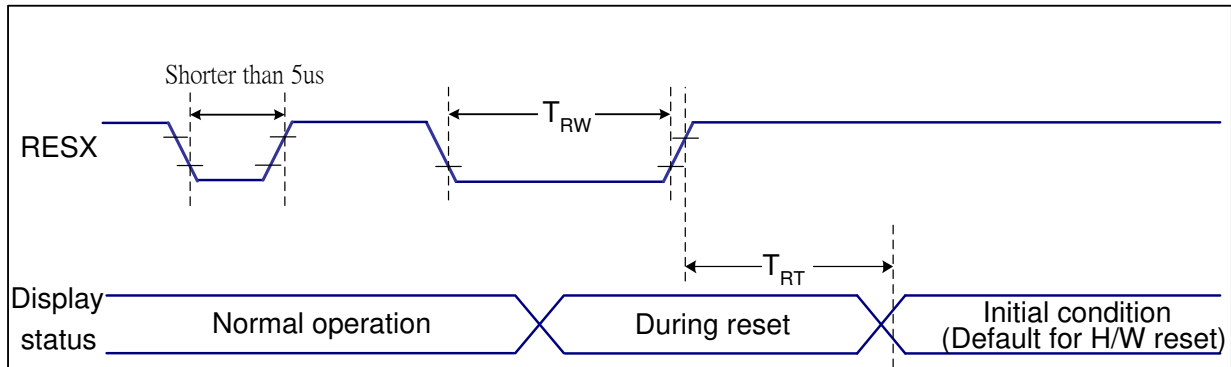 Shorter than 5us
RESX
TRW
TRT
Display
status
Normal operation
During reset
Initial condition
(Default for H/W reset)